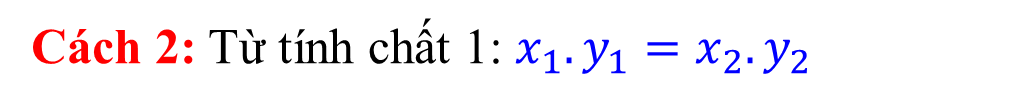 Cách 2: Từ tính chất 1: x₁. y₁ = x₂. y₂